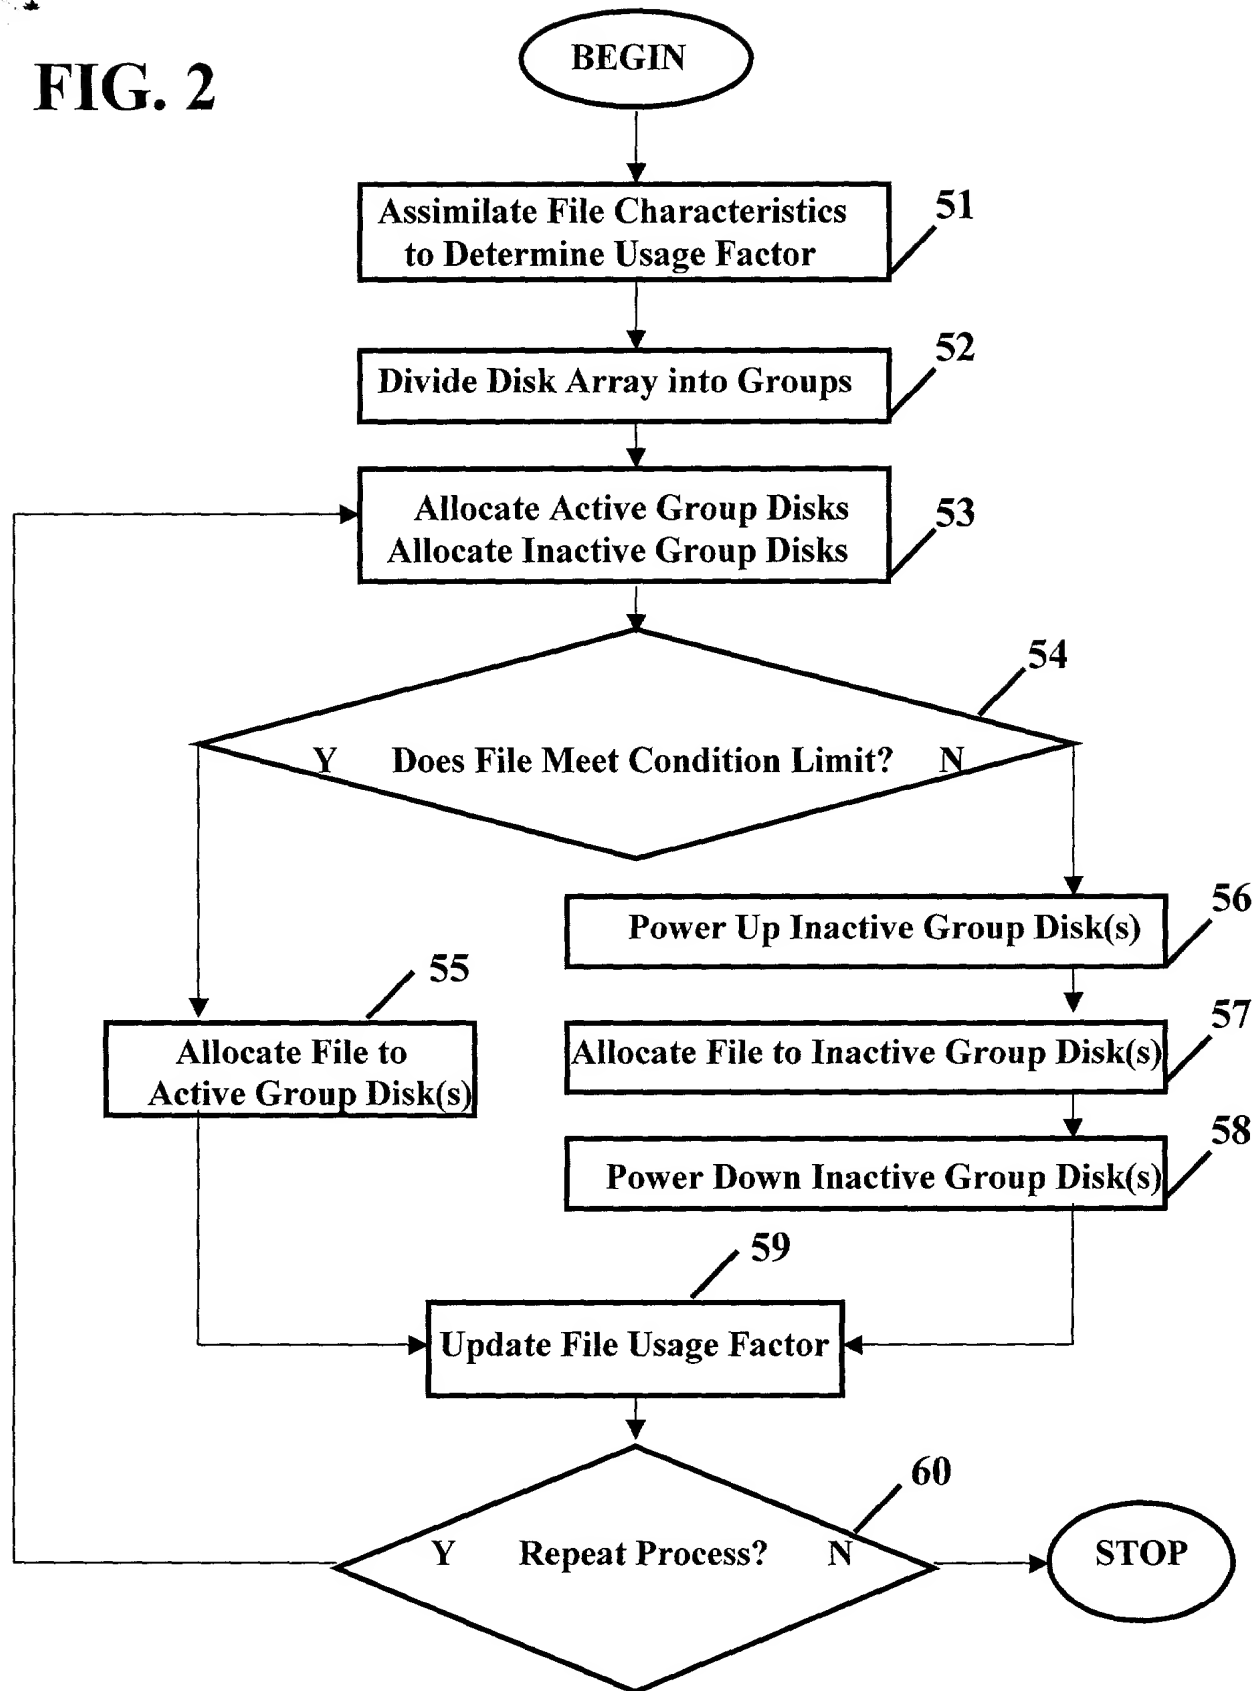 BEGIN
FIG. 2
Assimilate File Characteristics
to Determine Usage Factor
51
Divide Disk Array into Groups
52
Allocate Active Group Disks
Allocate Inactive Group Disks
53
54
Y Does File Meet Condition Limit? N
Power Up Inactive Group Disk(s)
56
55
Allocate File to
Active Group Disk(s)
Allocate File to Inactive Group Disk(s)
57
Power Down Inactive Group Disk(s)
58
59
Update File Usage Factor
60
Y Repeat Process? N
STOP